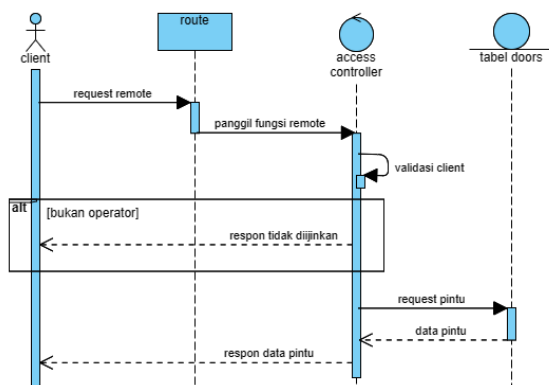 route
client
access
controller
tabel doors
request remote
panggil fungsi remote
validasi client
alt
[bukan operator]
respon tidak diijinkan
request pintu
data pintu
respon data pintu